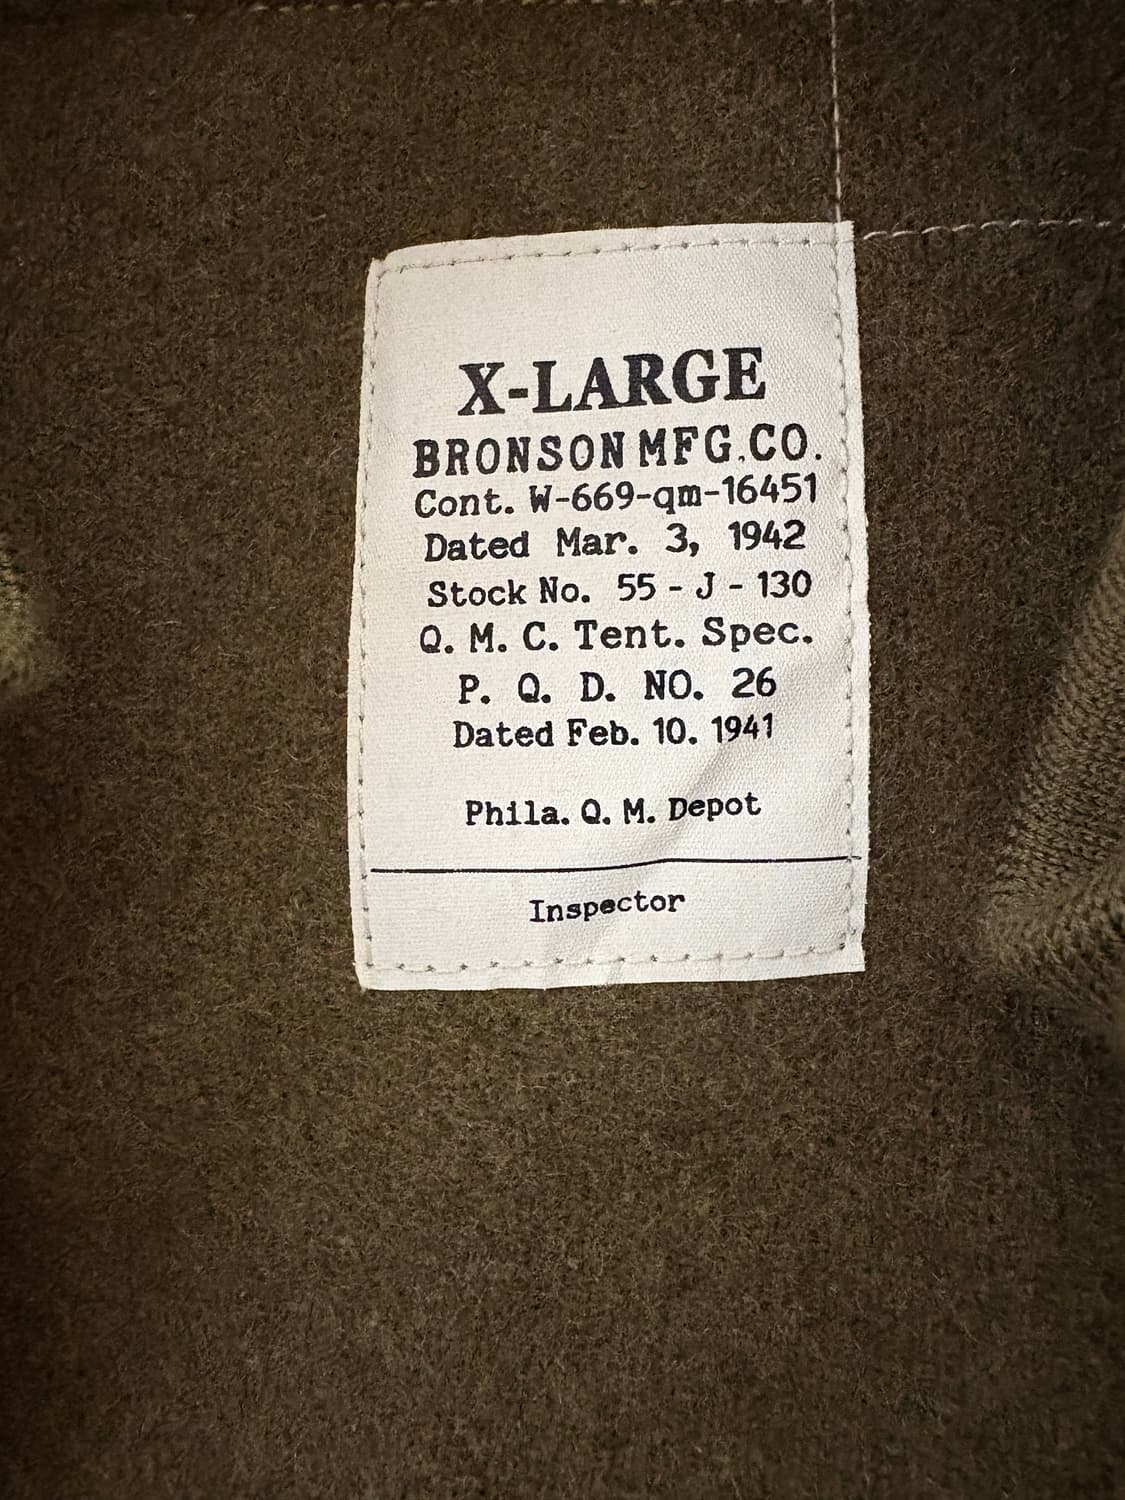 X-LARGE
BRONSON MFG.CO.
Cont. W-669-qm-16451
Dated Mar. 3, 1942
Stock No. 55 - J - 130
Q. M. C. Tent. Spec.
P. Q. D. NO. 26
Dated Feb. 10. 1941
Phila. Q. M. Depot
Inspector